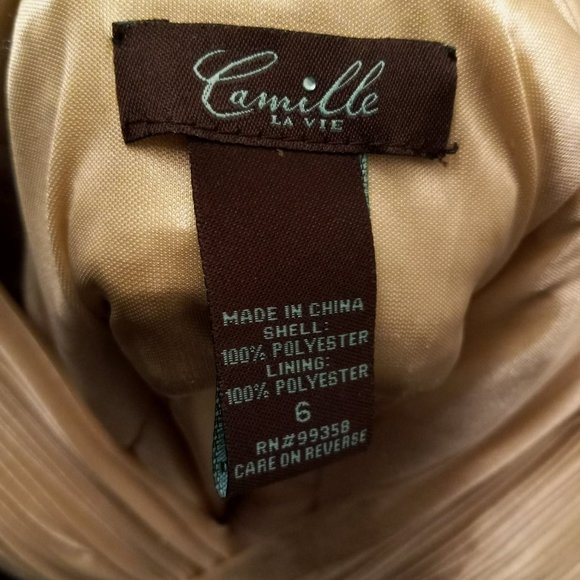 Camille
LA VIE
MADE IN CHINA
SHELL:
100% POLYESTER
LINING:
100% POLYESTER
6
RN#99358
CARE ON REVERSE